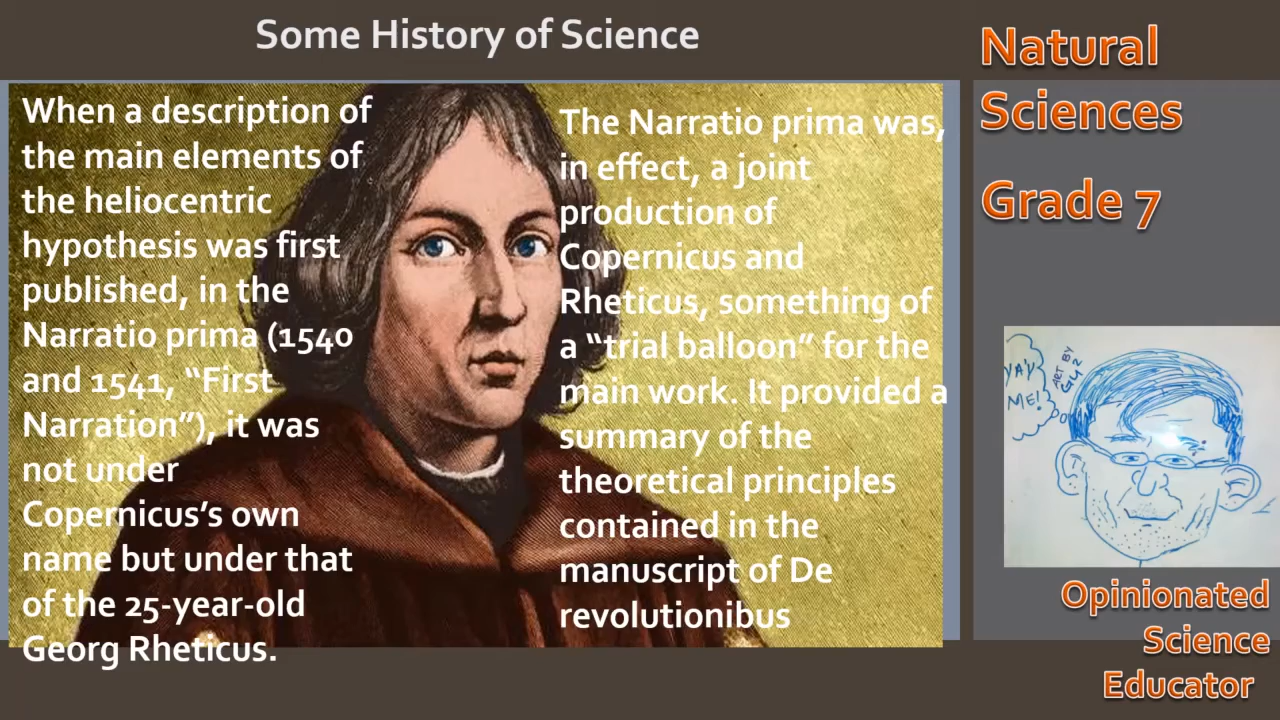 Some History of Science
When a description of
the main elements of
the heliocentric
hypothesis was first
published, in the
Narratio prima (1540
and 1541, “First
Narration”), it was
not under
Copernicus’s own
name but under that
of the 25-year-old
Georg Rheticus.
The Narratio prima was,
in effect, a joint
production of
Copernicus and
Rheticus, something of
a “trial balloon” for the
main work. It provided a
summary of the
theoretical principles
contained in the
manuscript of De
revolutionibus
Natural
Sciences
Grade 7
YAY
ME!
ART BY
Opinionated
Science
Educator